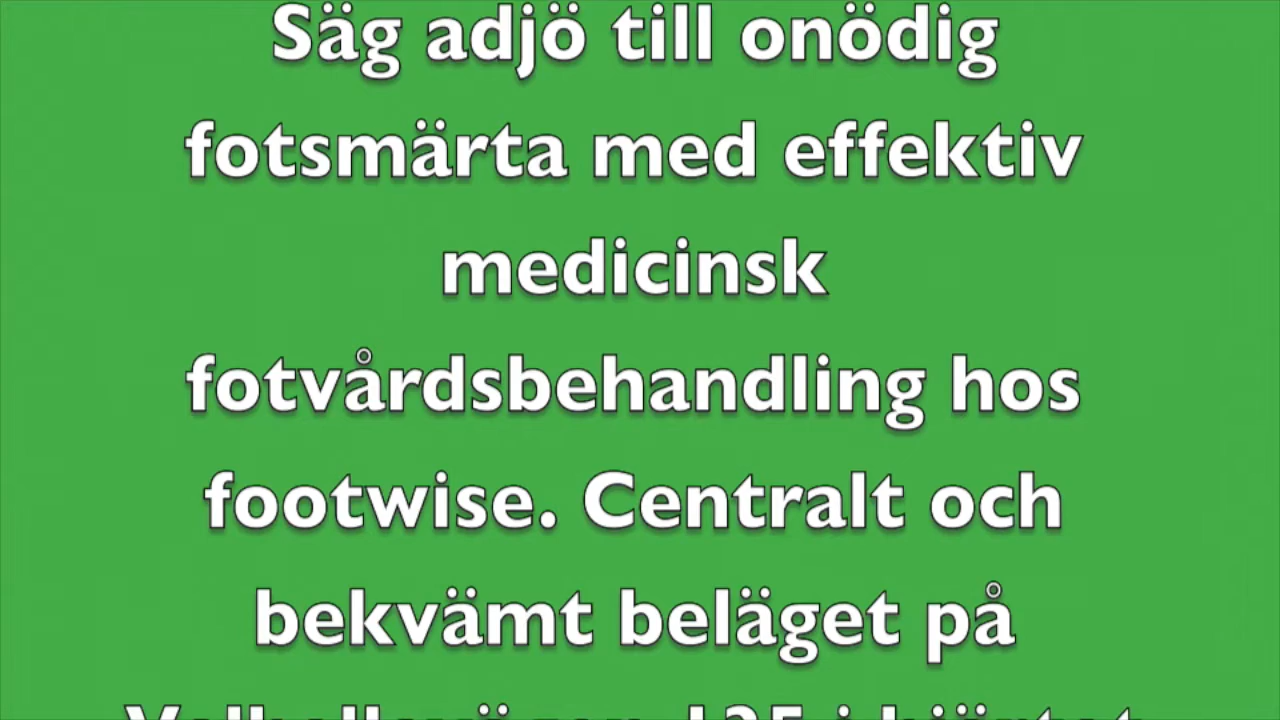 Säg adjö till onödig
fotsmärta med effektiv
medicinsk
fotvårdsbehandling hos
footwise. Centralt och
bekvämt beläget på